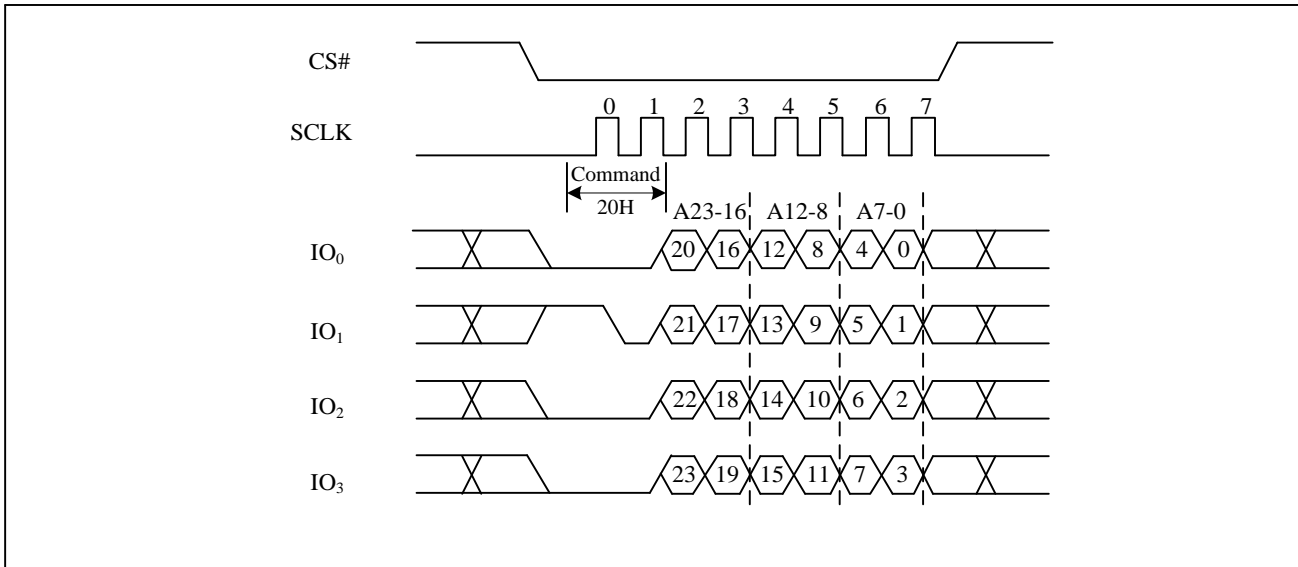 CS#
0 1 2 3 4 5 6 7
SCLK
Command
20H
A23-16 A12-8 A7-0
IO0 20 16 12 8 4 0
IO1 21 17 13 9 5 1
IO2 22 18 14 10 6 2
IO3 23 19 15 11 7 3